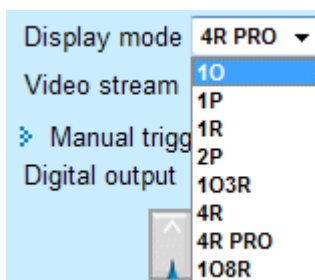 Display mode 4R PRO
1O
Video stream
1P
1R
Manual trigg
2P
Digital output
1O3R
4R
4R PRO
1O8R